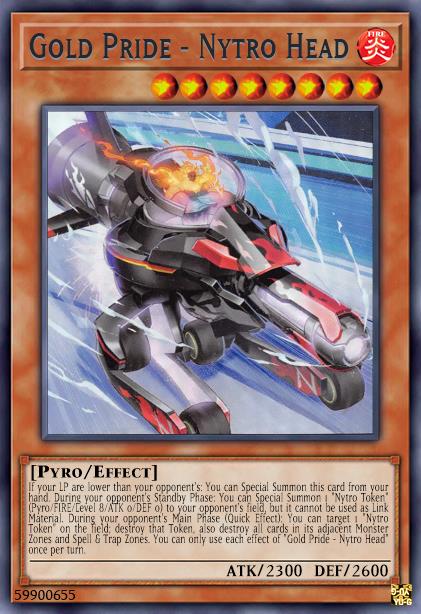 GOLD PRIDE - NYTRO HEAD
FIRE
炎
[PYRO/EFFECT]
If your LP are lower than your opponent's: You can Special Summon this card from your
hand. During your opponent's Standby Phase: You can Special Summon 1 "Nytro Token"
(Pyro/FIRE/Level 8/ATK 0/DEF 0) to your opponent's field, but it cannot be used as Link
Material. During your opponent's Main Phase (Quick Effect): You can target 1 "Nytro
Token" on the field; destroy that Token, also destroy all cards in its adjacent Monster
Zones and Spell & Trap Zones. You can only use each effect of "Gold Pride - Nytro Head"
once per turn.
ATK/2300 DEF/2600
59900655